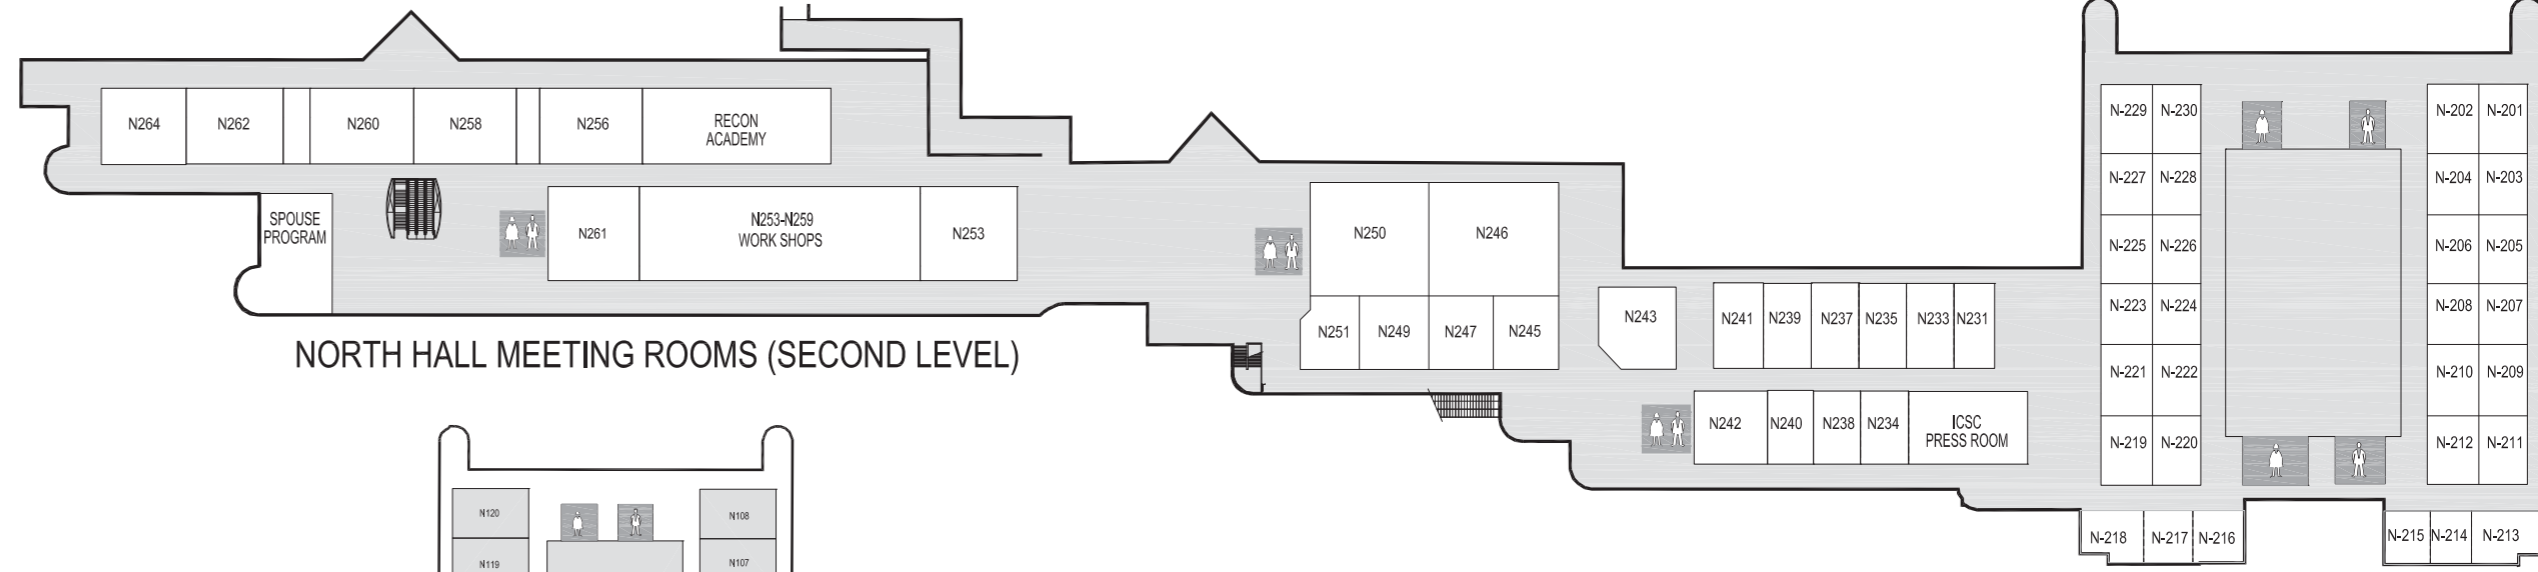 N264
N262
N260
N258
N256
RECON
ACADEMY
SPOUSE
PROGRAM
N261
N253-N259
WORK SHOPS
N253
NORTH HALL MEETING ROOMS (SECOND LEVEL)
N250
N246
N251
N249
N247
N245
N243
N241
N239
N237
N235
N233
N231
N242
N240
N238
N234
ICSC
PRESS ROOM
N-229
N-230
N-227
N-228
N-225
N-226
N-223
N-224
N-221
N-222
N-219
N-220
N-202
N-201
N-204
N-203
N-206
N-205
N-208
N-207
N-210
N-209
N-212
N-211
N-218
N-217
N-216
N-215
N-214
N-213
N120
N108
N119
N107